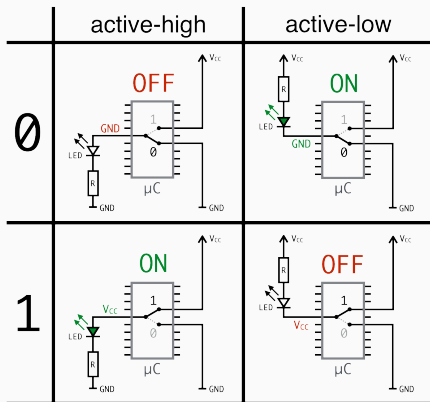 active-high
active-low
0
OFF
Vcc
GND
1
0
LED
R
GND
µC
GND
ON
Vcc
Vcc
R
LED
GND
1
0
µC
GND
1
ON
Vcc
Vcc
1
0
LED
R
GND
µC
GND
OFF
Vcc
Vcc
R
LED
Vcc
1
0
µC
GND